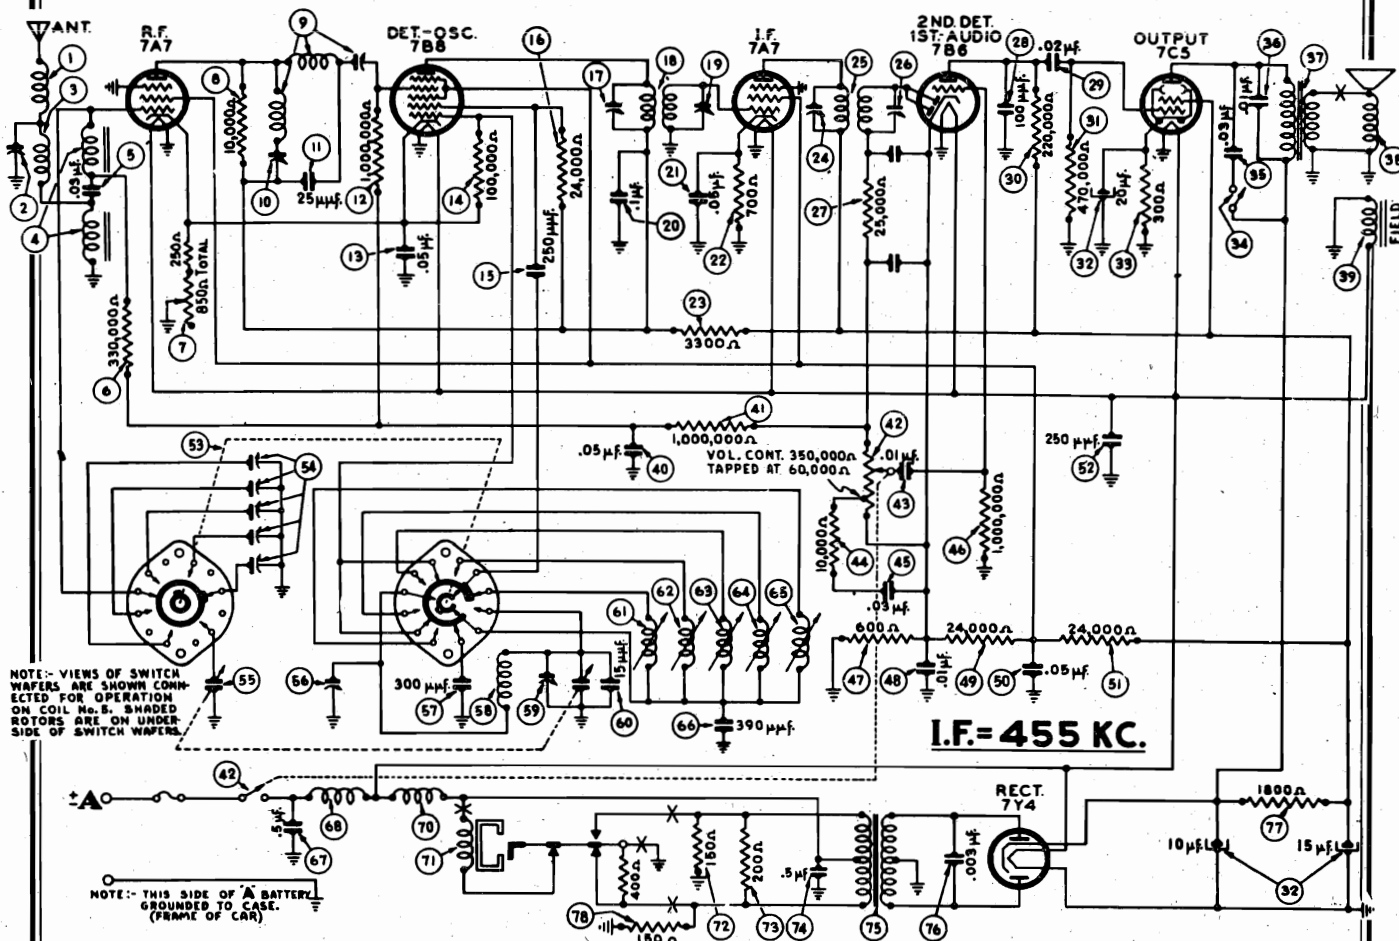 ANT.
R.F.
7A7
DET-OSC.
7B8
I.F.
7A7
2ND. DET.
1ST-AUDIO
7B6
OUTPUT
7C5
1
2
3
4
5
.05µf.
6
330,000Ω
7
250Ω
850Ω TOTAL
8
10,000Ω
9
10
11
25µµf.
12
1,000,000Ω
13
.05µf.
14
100,000Ω
15
250µµf.
16
24,000Ω
17
18
19
20
.1µf.
21
.05µf.
22
700Ω
23
3300Ω
24
25
26
27
25,000Ω
28
100µµf.
.02µf.
29
30
220,000Ω
31
470,000Ω
32
20µf.
33
300Ω
34
.03µf.
35
36
.01µf.
37
38
39
FIELD
40
.05µf.
41
1,000,000Ω
42
VOL. CONT. 350,000Ω
TAPPED AT 60,000Ω
.01µf.
43
44
10,000Ω
45
.03µf.
46
1,000,000Ω
47
600Ω
48
.01µf.
49
24,000Ω
50
.05µf.
51
24,000Ω
250µµf.
52
53
54
55
56
300µµf.
57
58
59
60
15µµf.
61
62
63
64
65
66
390µµf.
NOTE:- VIEWS OF SWITCH
WAFERS ARE SHOWN CONN-
ECTED FOR OPERATION
ON COIL No. 5. SHADED
ROTORS ARE ON UNDER-
SIDE OF SWITCH WAFERS.
I.F.=455 KC.
±A
42
.5µf.
67
68
70
71
400Ω
150Ω
72
200Ω
73
.5µf.
74
75
.003µf.
76
RECT.
7Y4
1800Ω
77
10µf.
15µf.
32
78
150Ω
NOTE:- THIS SIDE OF "A" BATTERY
GROUNDED TO CASE.
(FRAME OF CAR)